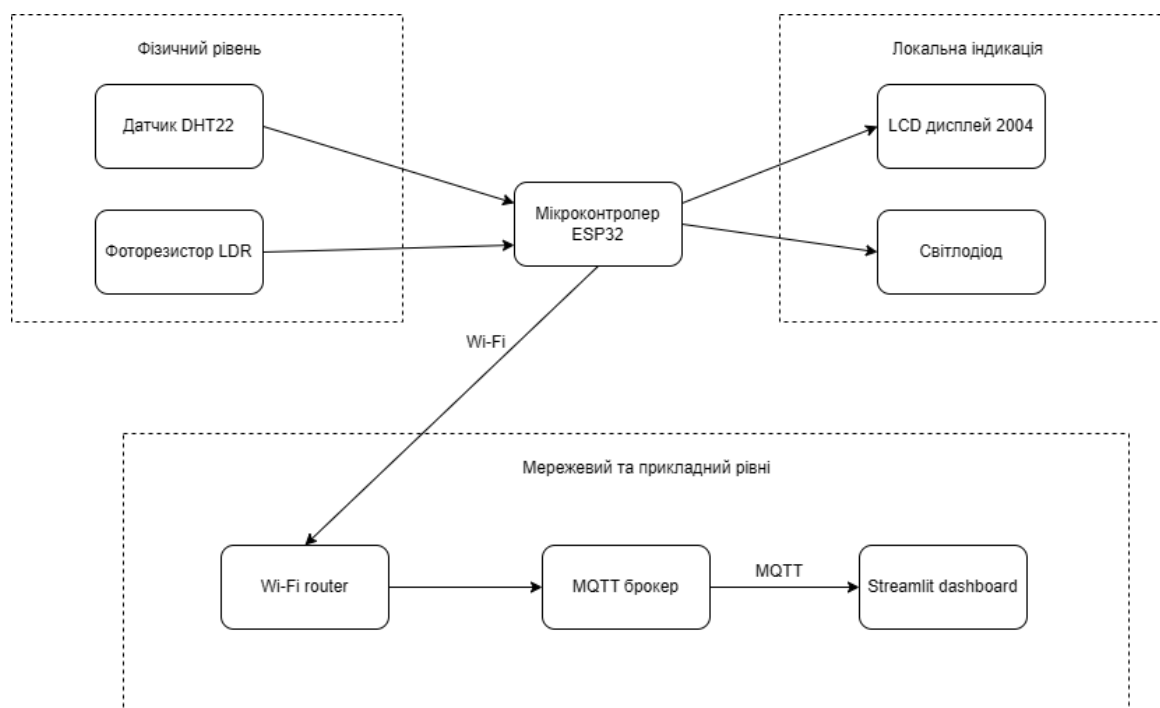 Фізичний рівень
Локальна індикація
Датчик DHT22
LCD дисплей 2004
Мікроконтролер
ESP32
Фоторезистор LDR
Світлодіод
Wi-Fi
Мережевий та прикладний рівні
Wi-Fi router
MQTT брокер
MQTT
Streamlit dashboard